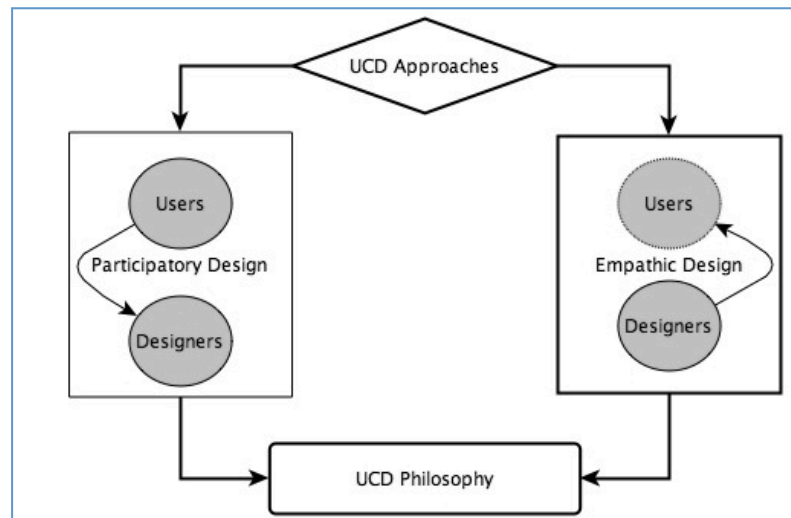 UCD Approaches
Users
Participatory Design
Designers
Users
Empathic Design
Designers
UCD Philosophy